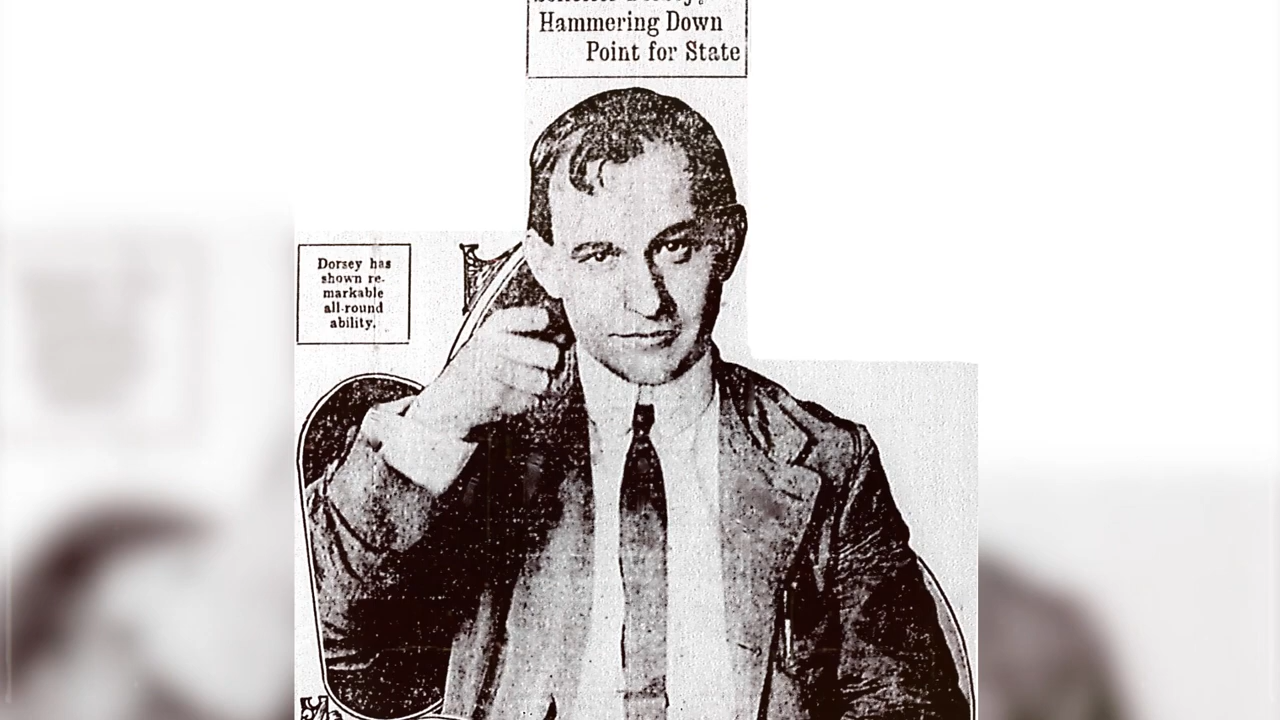 Hammering Down
Point for State
Dorsey has
shown re-
markable
all-round
ability.